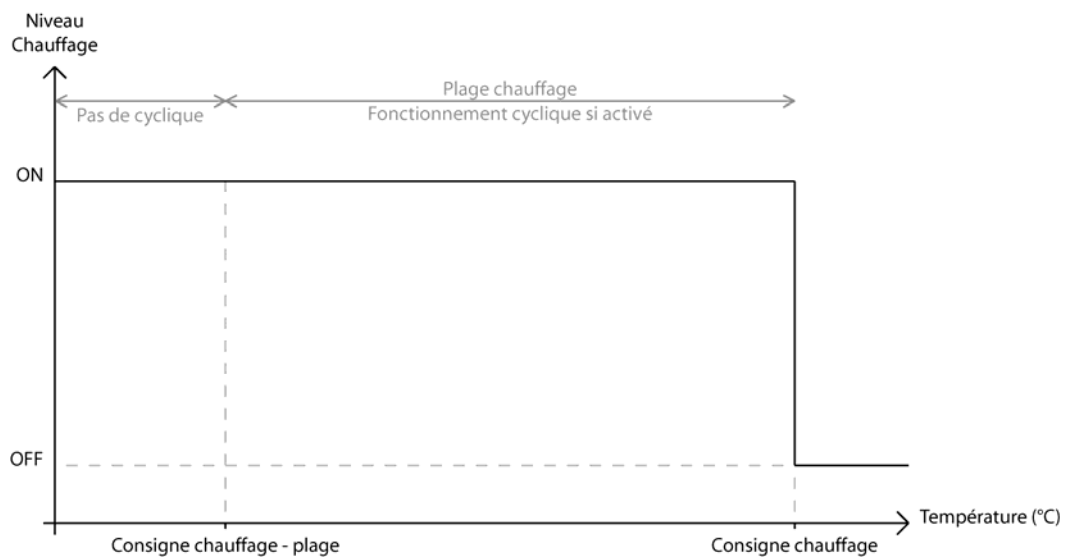 Niveau
Chauffage
Plage chauffage
Pas de cyclique
Fonctionnement cyclique si activé
ON
OFF
Température (°C)
Consigne chauffage - plage
Consigne chauffage